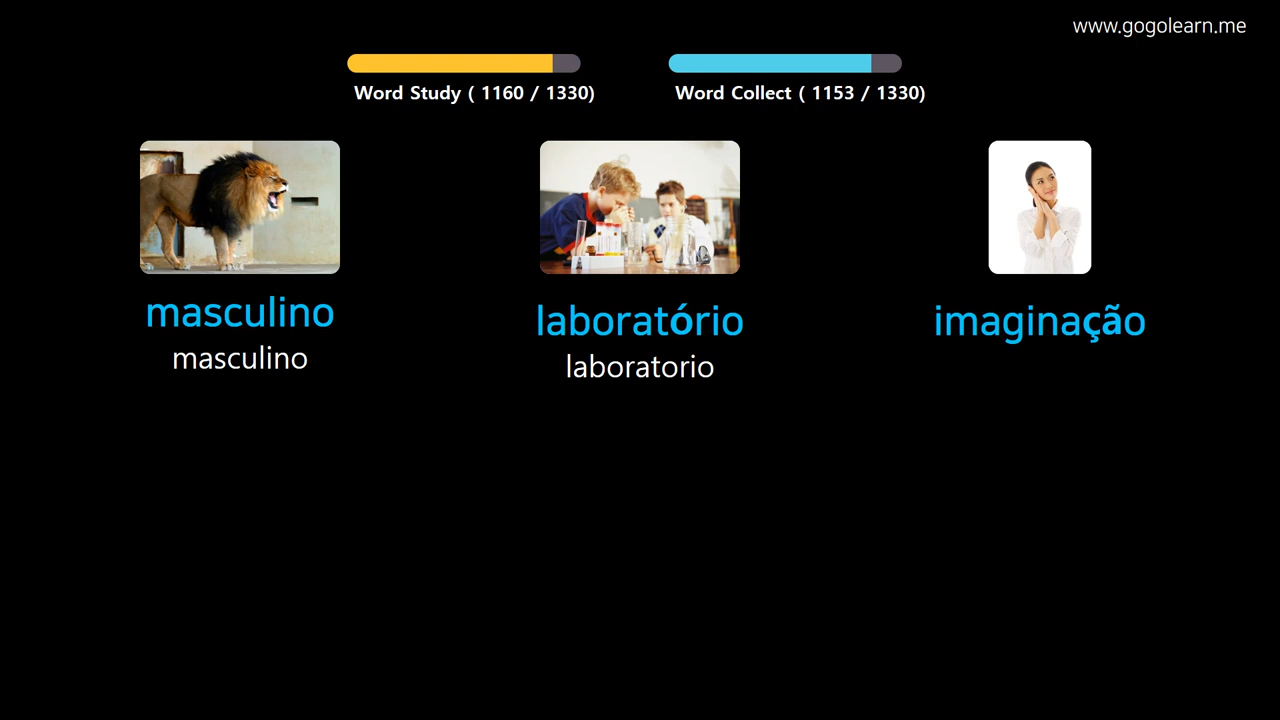 www.gogolearn.me
Word Study ( 1160 / 1330)
Word Collect ( 1153 / 1330)
masculino
masculino
laboratório
laboratorio
imaginação